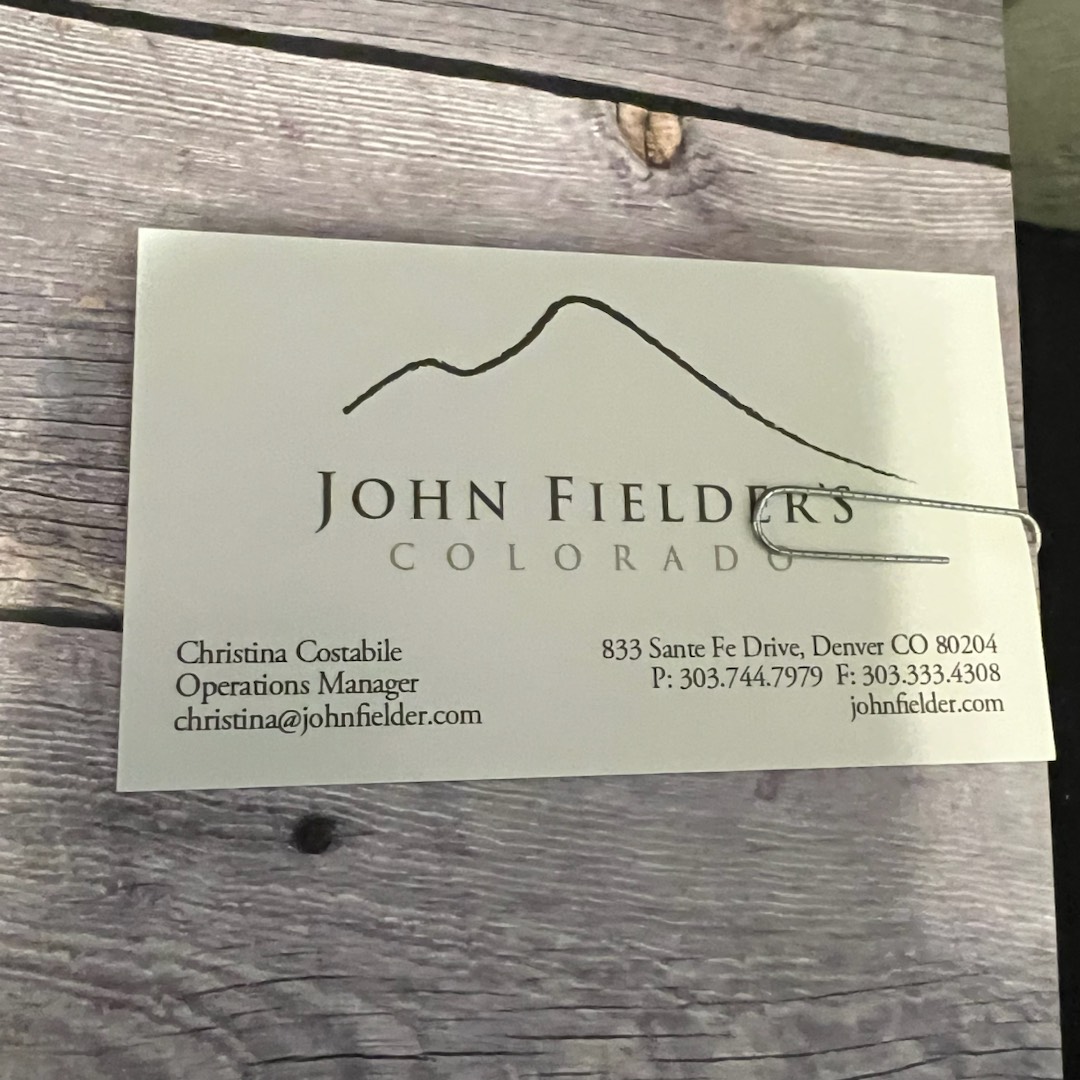 JOHN FIELDER'S
COLORADO
Christina Costabile
Operations Manager
christina@johnfielder.com
833 Sante Fe Drive, Denver CO 80204
P: 303.744.7979 F: 303.333.4308
johnfielder.com